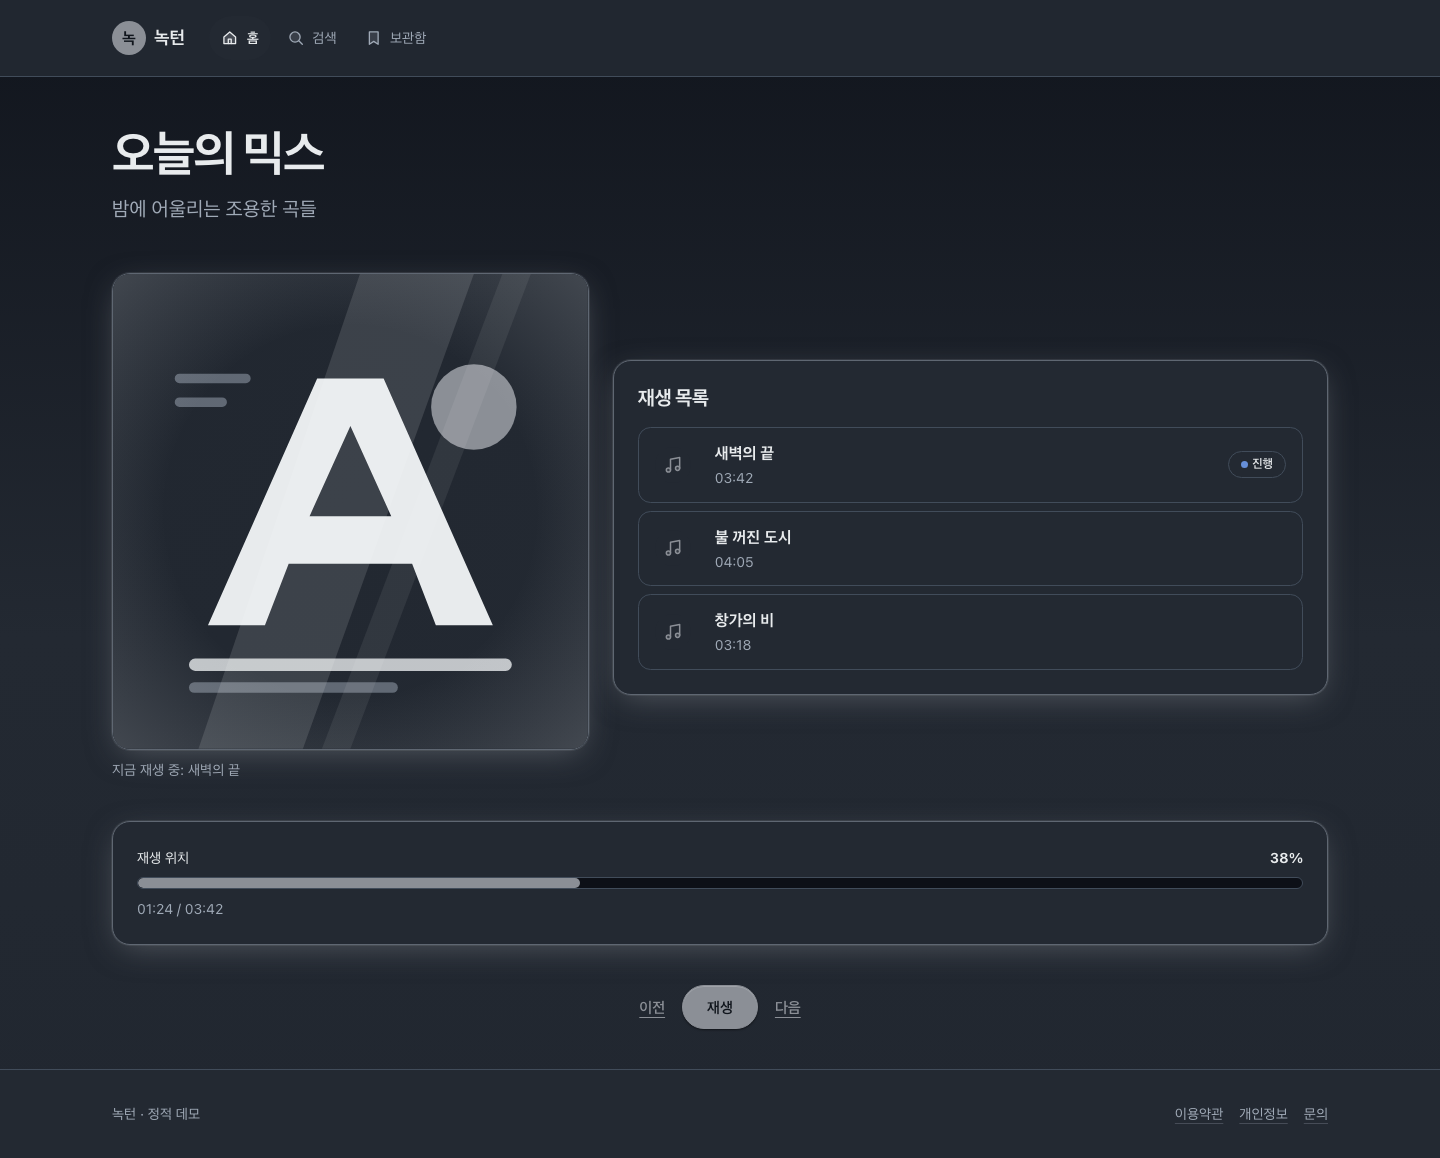 녹 녹턴 홈 검색 보관함
오늘의 믹스
밤에 어울리는 조용한 곡들
A
지금 재생 중: 새벽의 끝
재생 목록
새벽의 끝
03:42
진행
불 꺼진 도시
04:05
창가의 비
03:18
재생 위치 38%
01:24 / 03:42
이전 재생 다음
녹턴 · 정적 데모 이용약관 개인정보 문의